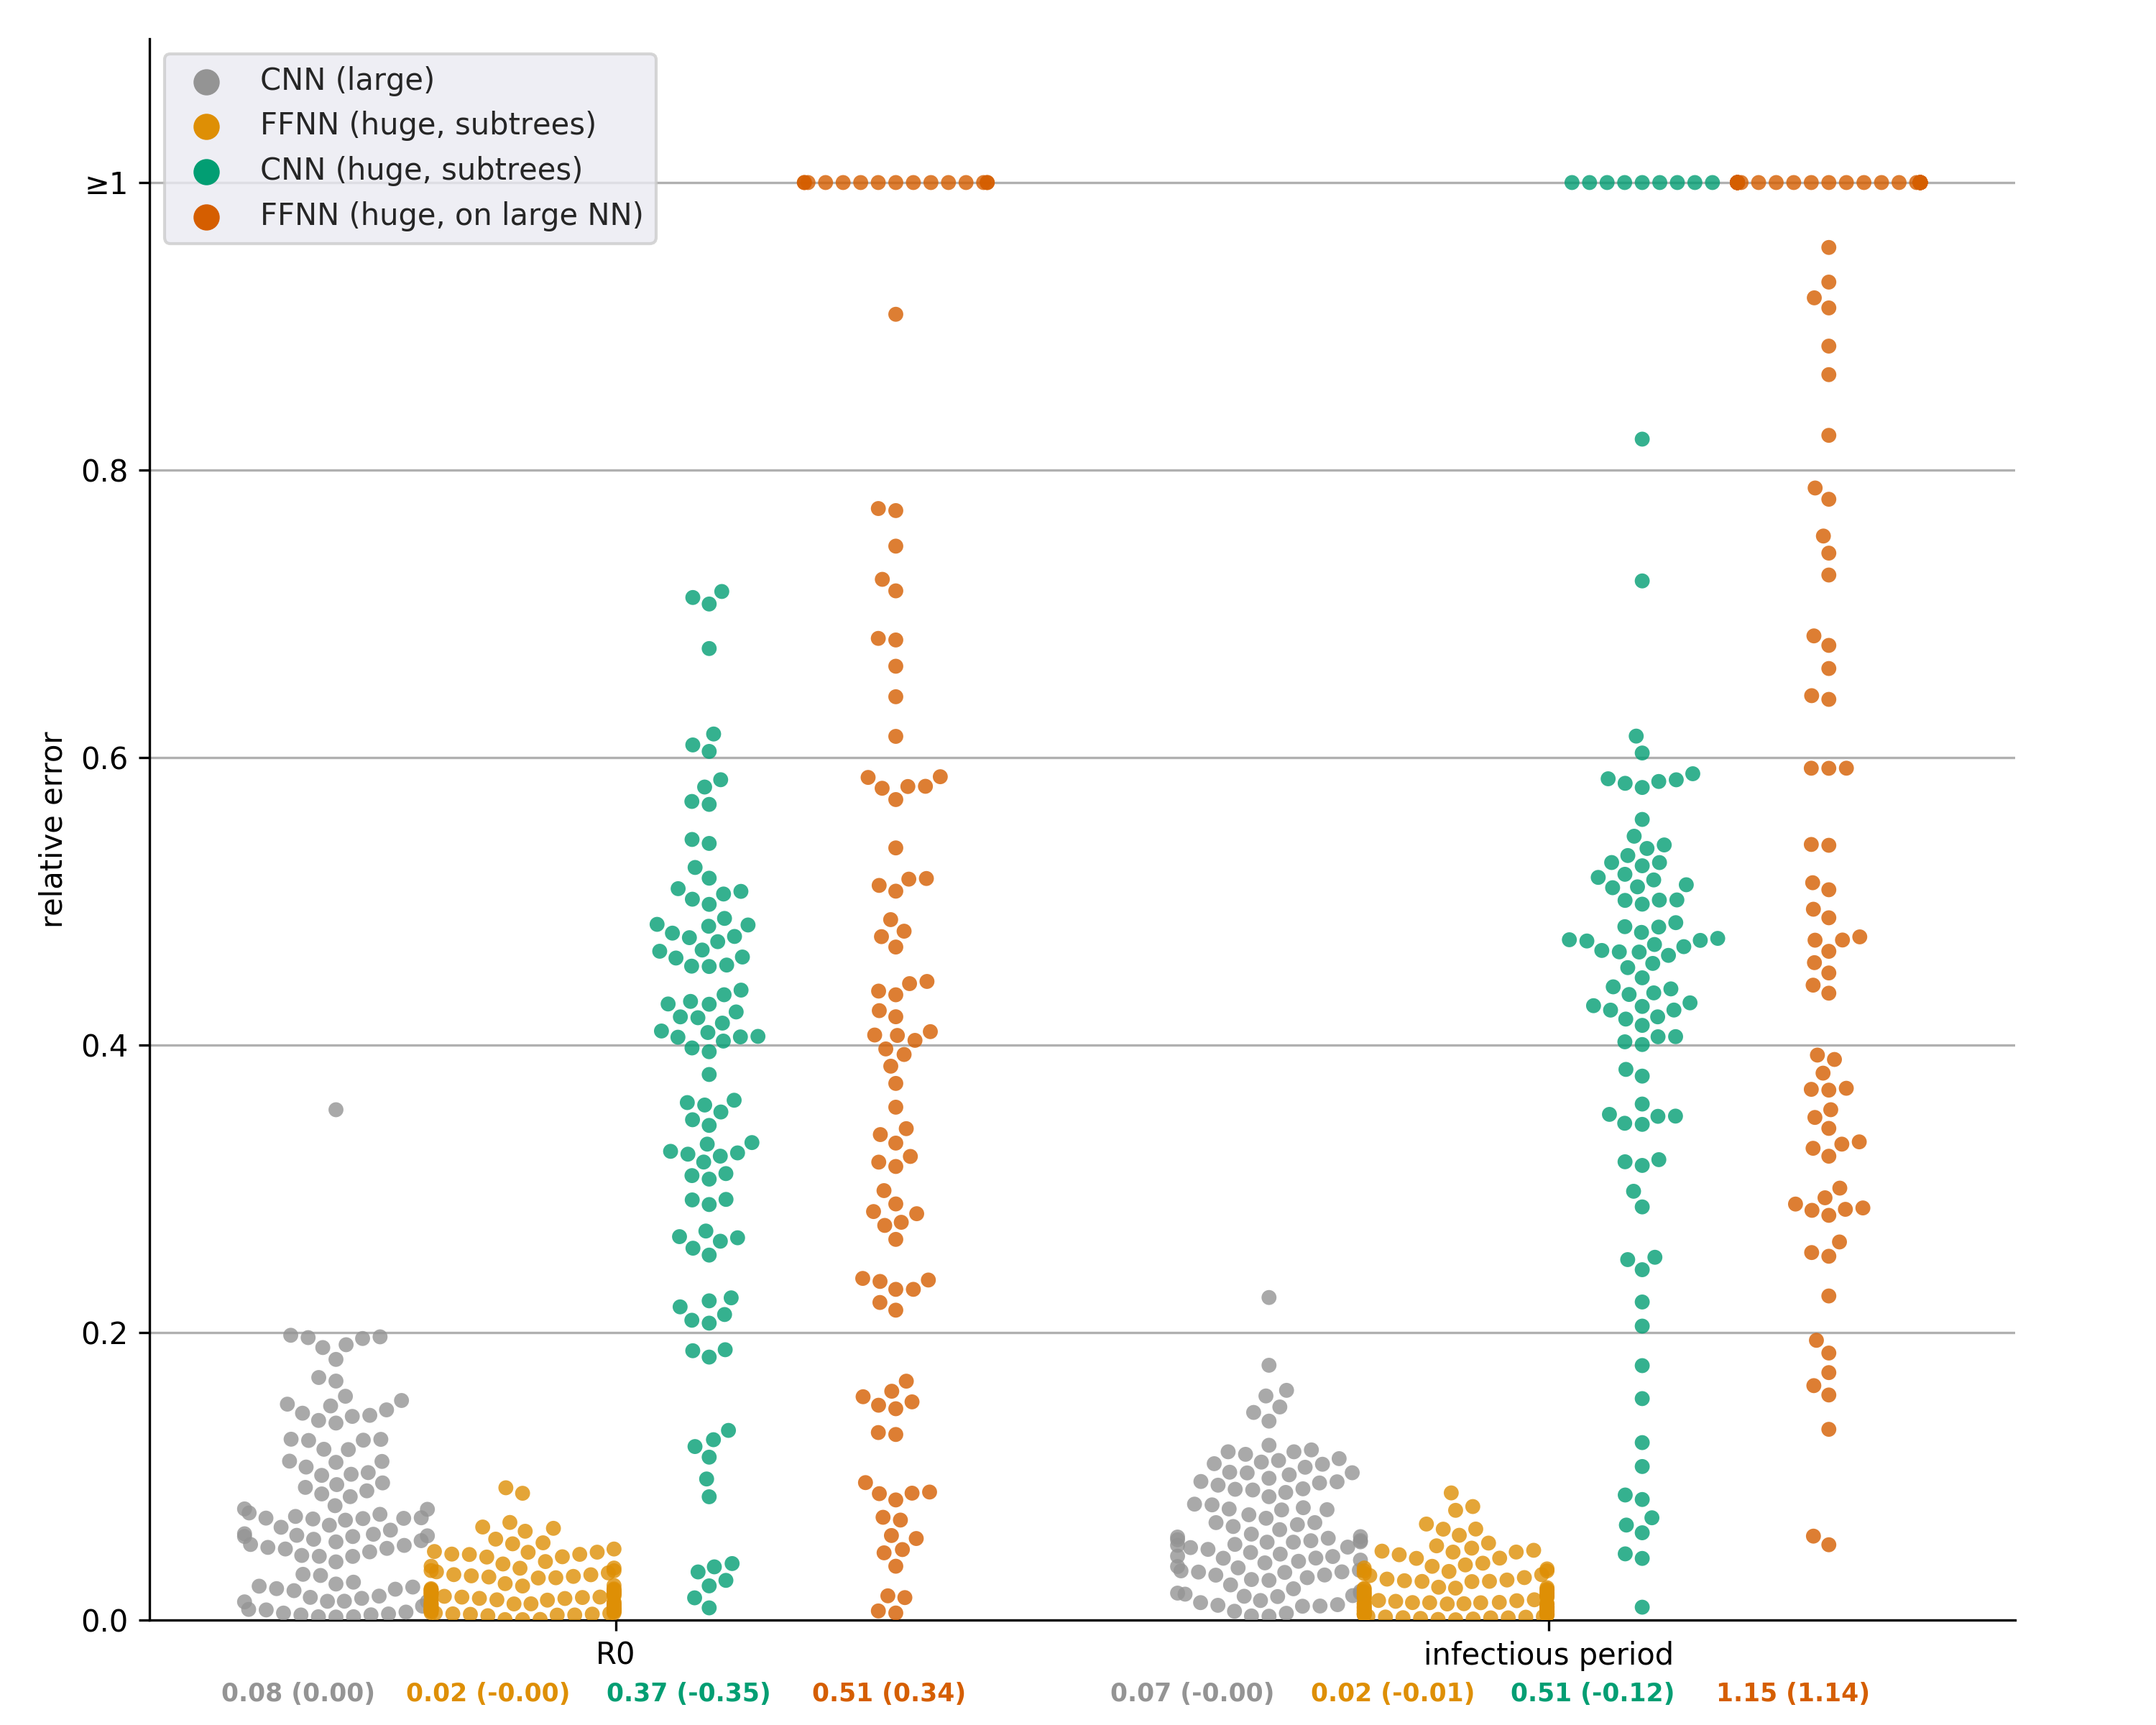 CNN (large)
FFNN (huge, subtrees)
CNN (huge, subtrees)
FFNN (huge, on large NN)
≥1
0.8
0.6
0.4
0.2
0.0
relative error
R0
infectious period
0.08 (0.00) 0.02 (-0.00) 0.37 (-0.35) 0.51 (0.34) 0.07 (-0.00) 0.02 (-0.01) 0.51 (-0.12) 1.15 (1.14)